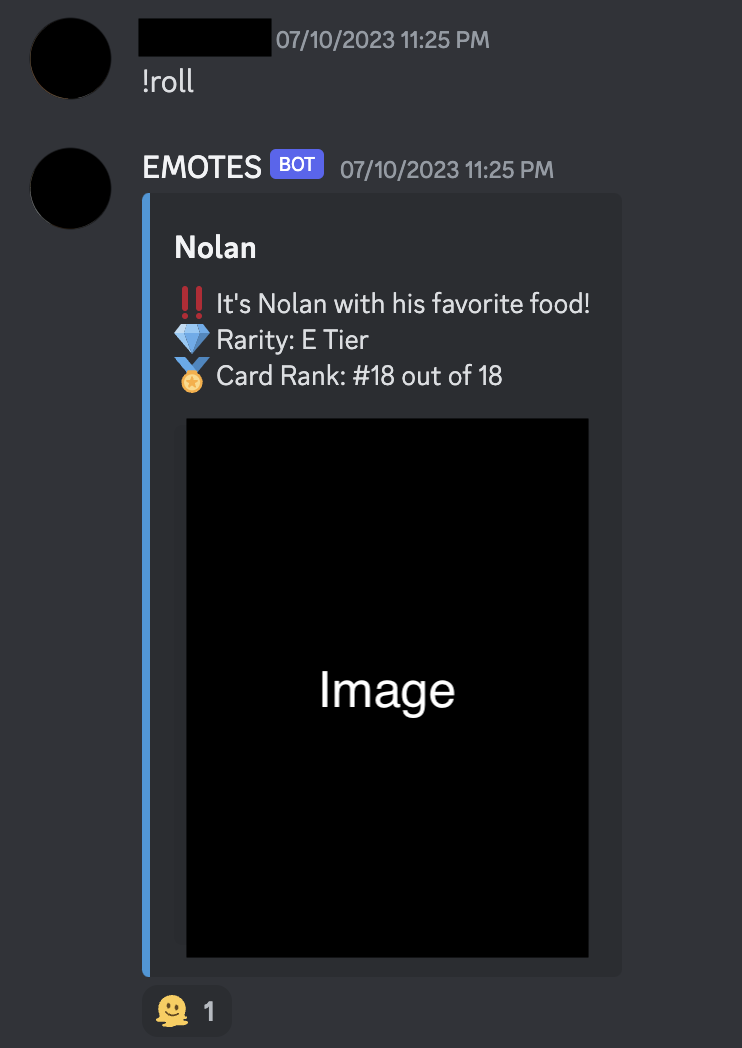 07/10/2023 11:25 PM
!roll
EMOTES BOT 07/10/2023 11:25 PM
Nolan
‼️ It's Nolan with his favorite food!
💎 Rarity: E Tier
🏅 Card Rank: #18 out of 18
Image
🫠 1